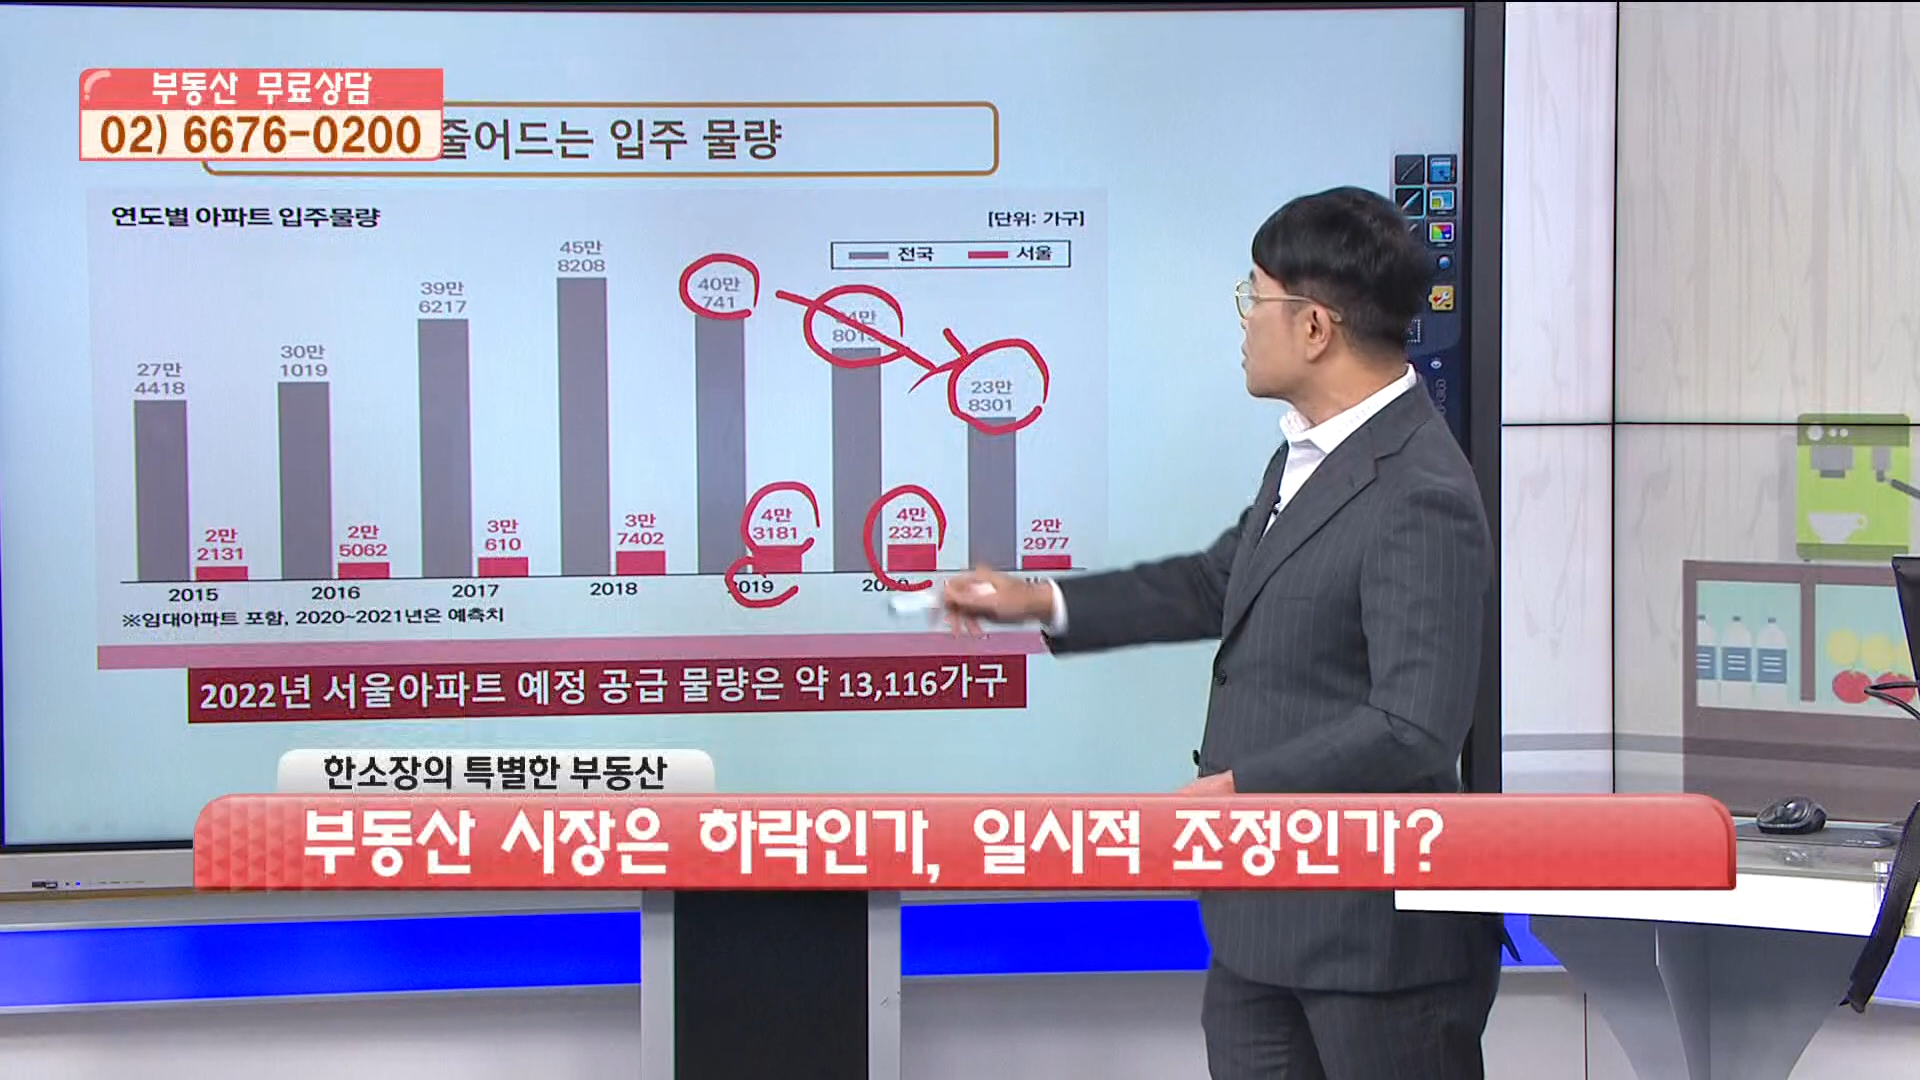 부동산 무료상담
02) 6676-0200
줄어드는 입주 물량
연도별 아파트 입주물량
[단위: 가구]
전국 서울
27만
4418
30만
1019
39만
6217
45만
8208
40만
741
8013
23만
8301
2만
2131
2만
5062
3만
610
3만
7402
4만
3181
4만
2321
2만
2977
2015 2016 2017 2018 2019
※임대아파트 포함, 2020~2021년은 예측치
2022년 서울아파트 예정 공급 물량은 약 13,116가구
한소장의 특별한 부동산
부동산 시장은 하락인가, 일시적 조정인가?